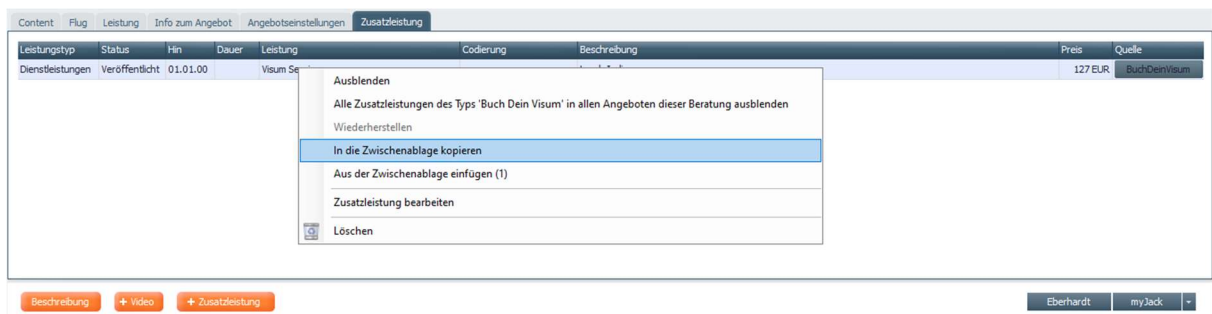 Content Flug Leistung Info zum Angebot Angebotseinstellungen Zusatzleistung
Leistungstyp Status Hin Dauer Leistung Codierung Beschreibung Preis Quelle
Dienstleistungen Veröffentlicht 01.01.00 Visum 127 EUR BuchDeinVisum
Ausblenden
Alle Zusatzleistungen des Typs 'Buch Dein Visum' in allen Angeboten dieser Beratung ausblenden
Wiederherstellen
In die Zwischenablage kopieren
Aus der Zwischenablage einfügen (1)
Zusatzleistung bearbeiten
Löschen
Beschreibung + Video + Zusatzleistung Eberhardt myJack